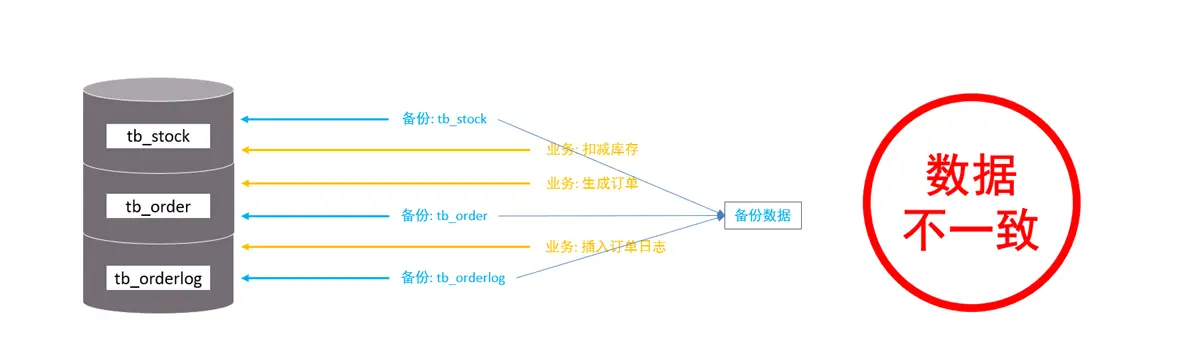 tb_stock
tb_order
tb_orderlog
备份: tb_stock
业务: 扣减库存
业务: 生成订单
备份: tb_order
业务: 插入订单日志
备份: tb_orderlog
备份数据
数据
不一致